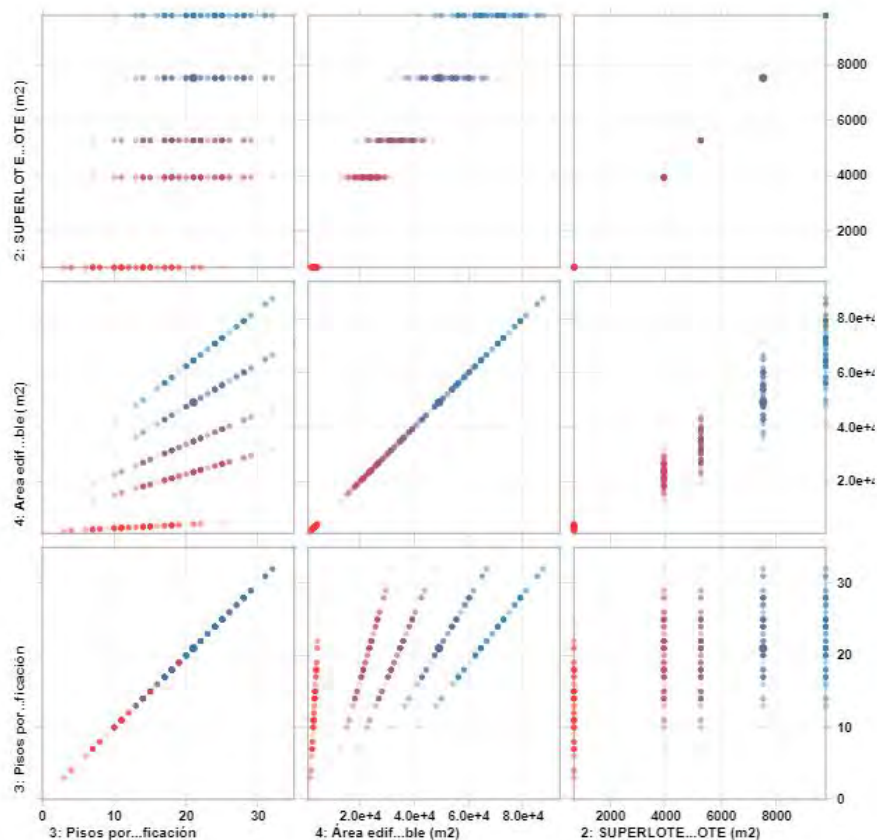 2: SUPERLOTE...OTE (m2)
8000
6000
4000
2000
4: Área edif...ble (m2)
8.0e+4
6.0e+4
4.0e+4
2.0e+4
3: Pisos por...ficación
30
20
10
0
0 10 20 30
2.0e+4 4.0e+4 6.0e+4 8.0e+4
2000 4000 6000 8000
3: Pisos por...ficación
4: Área edif...ble (m2)
2: SUPERLOTE...OTE (m2)